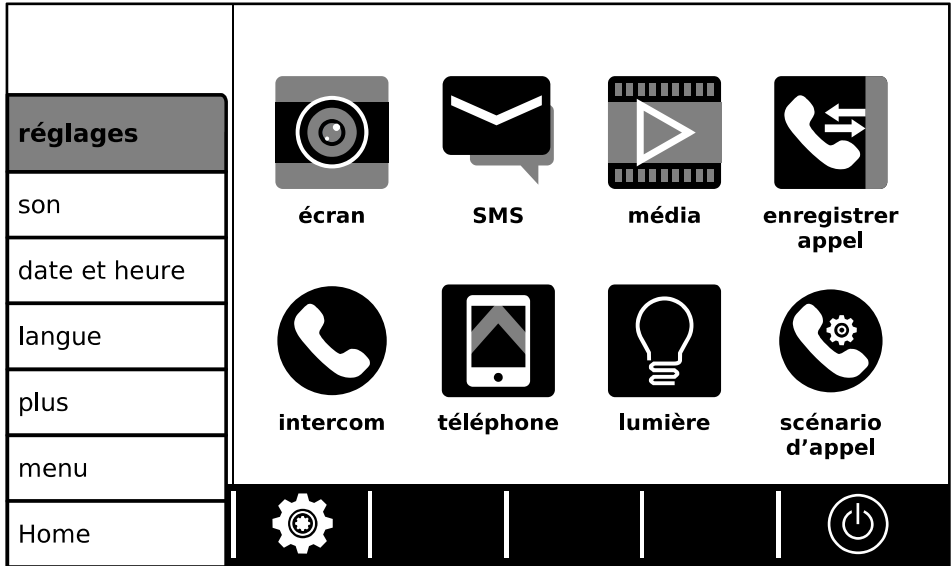 réglages
son
date et heure
langue
plus
menu
Home
écran
SMS
média
enregistrer
appel
intercom
téléphone
lumière
scénario
d'appel